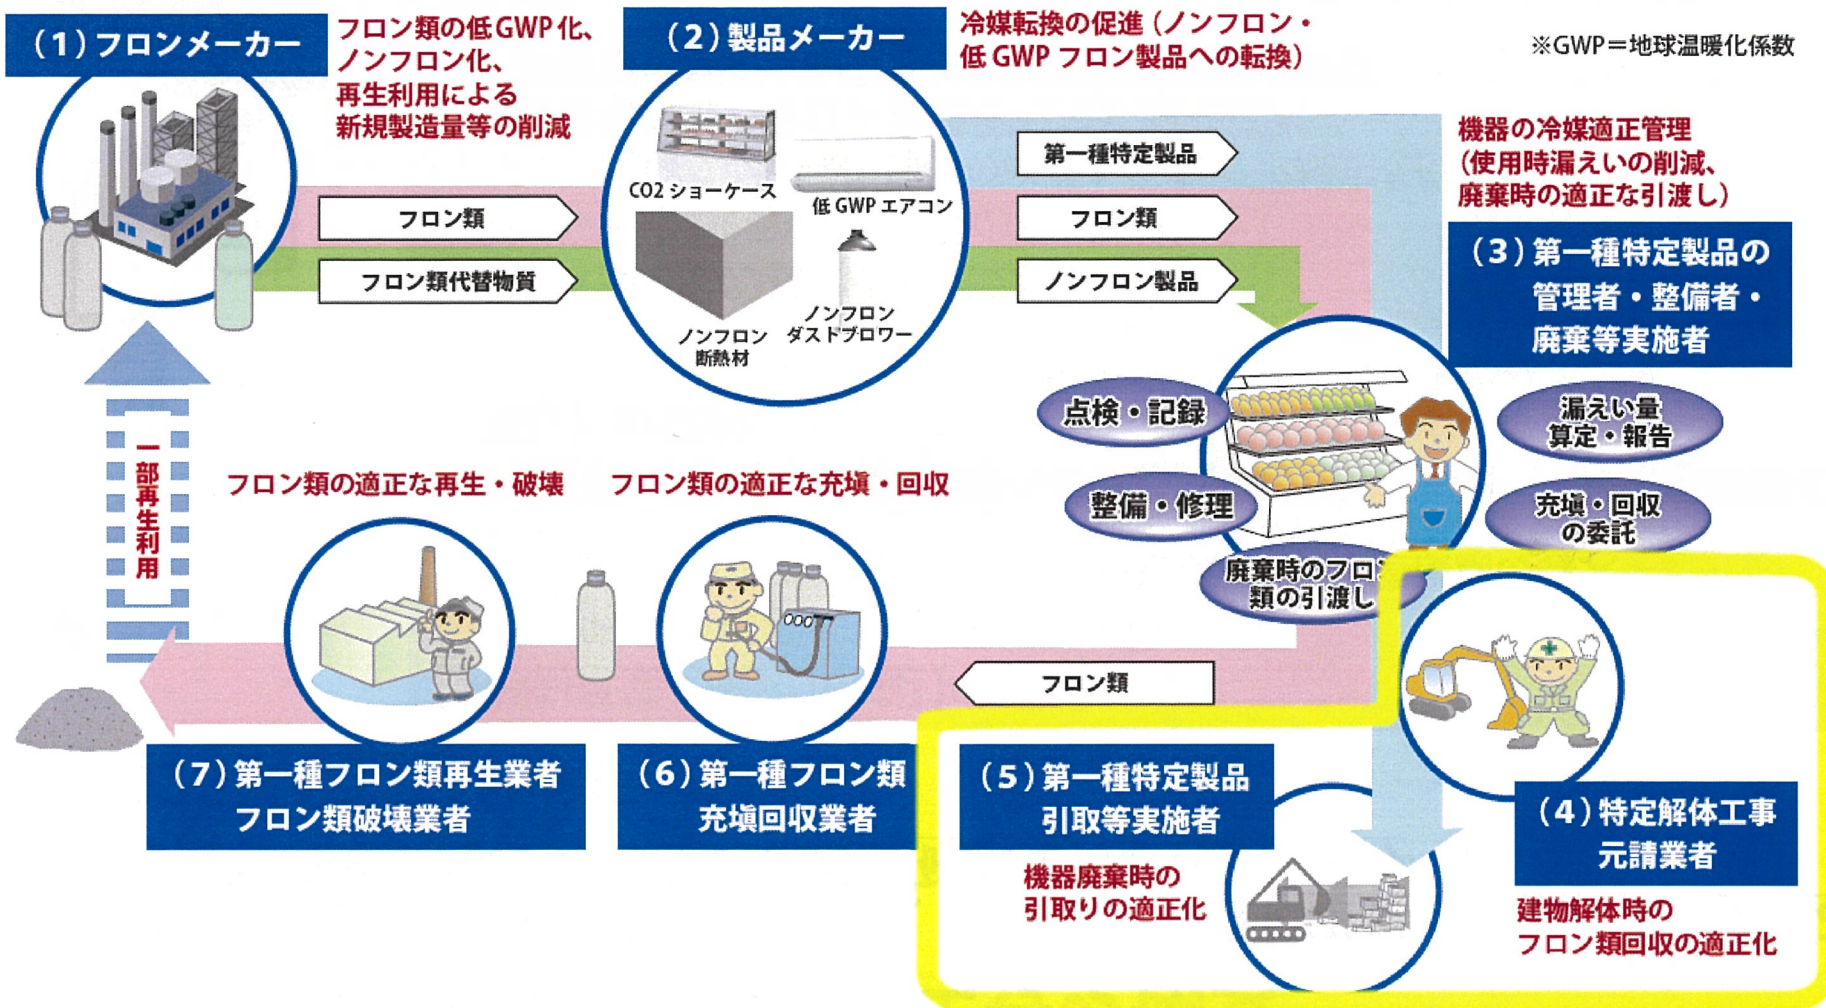 (1)フロンメーカー
フロン類の低GWP化、
ノンフロン化、
再生利用による
新規製造量等の削減
(2)製品メーカー
冷媒転換の促進(ノンフロン・
低GWPフロン製品への転換)
※GWP=地球温暖化係数
CO2ショーケース
低GWPエアコン
ノンフロン
断熱材
ノンフロン
ダストブロワー
フロン類
フロン類代替物質
第一種特定製品
フロン類
ノンフロン製品
機器の冷媒適正管理
(使用時漏えいの削減、
廃棄時の適正な引渡し)
(3)第一種特定製品の
管理者・整備者・
廃棄等実施者
点検・記録
整備・修理
廃棄時のフロン
類の引渡し
漏えい量
算定・報告
充塡・回収
の委託
一部再生利用
フロン類の適正な再生・破壊
フロン類の適正な充塡・回収
フロン類
(7)第一種フロン類再生業者
フロン類破壊業者
(6)第一種フロン類
充塡回収業者
(5)第一種特定製品
引取等実施者
機器廃棄時の
引取りの適正化
(4)特定解体工事
元請業者
建物解体時の
フロン類回収の適正化